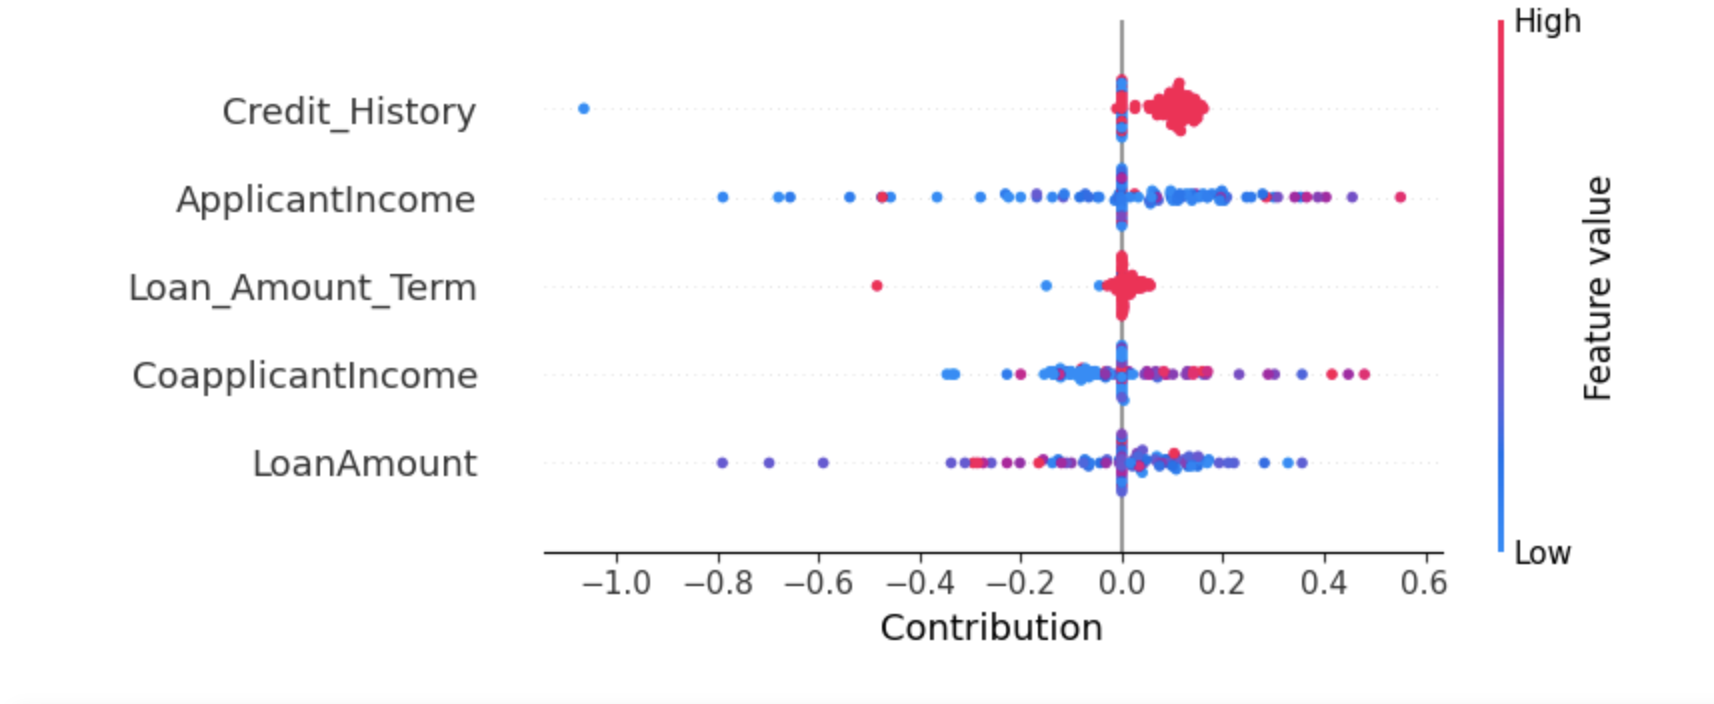 High
Credit_History
ApplicantIncome
Loan_Amount_Term
CoapplicantIncome
LoanAmount
Feature value
Low
−1.0 −0.8 −0.6 −0.4 −0.2 0.0 0.2 0.4 0.6
Contribution